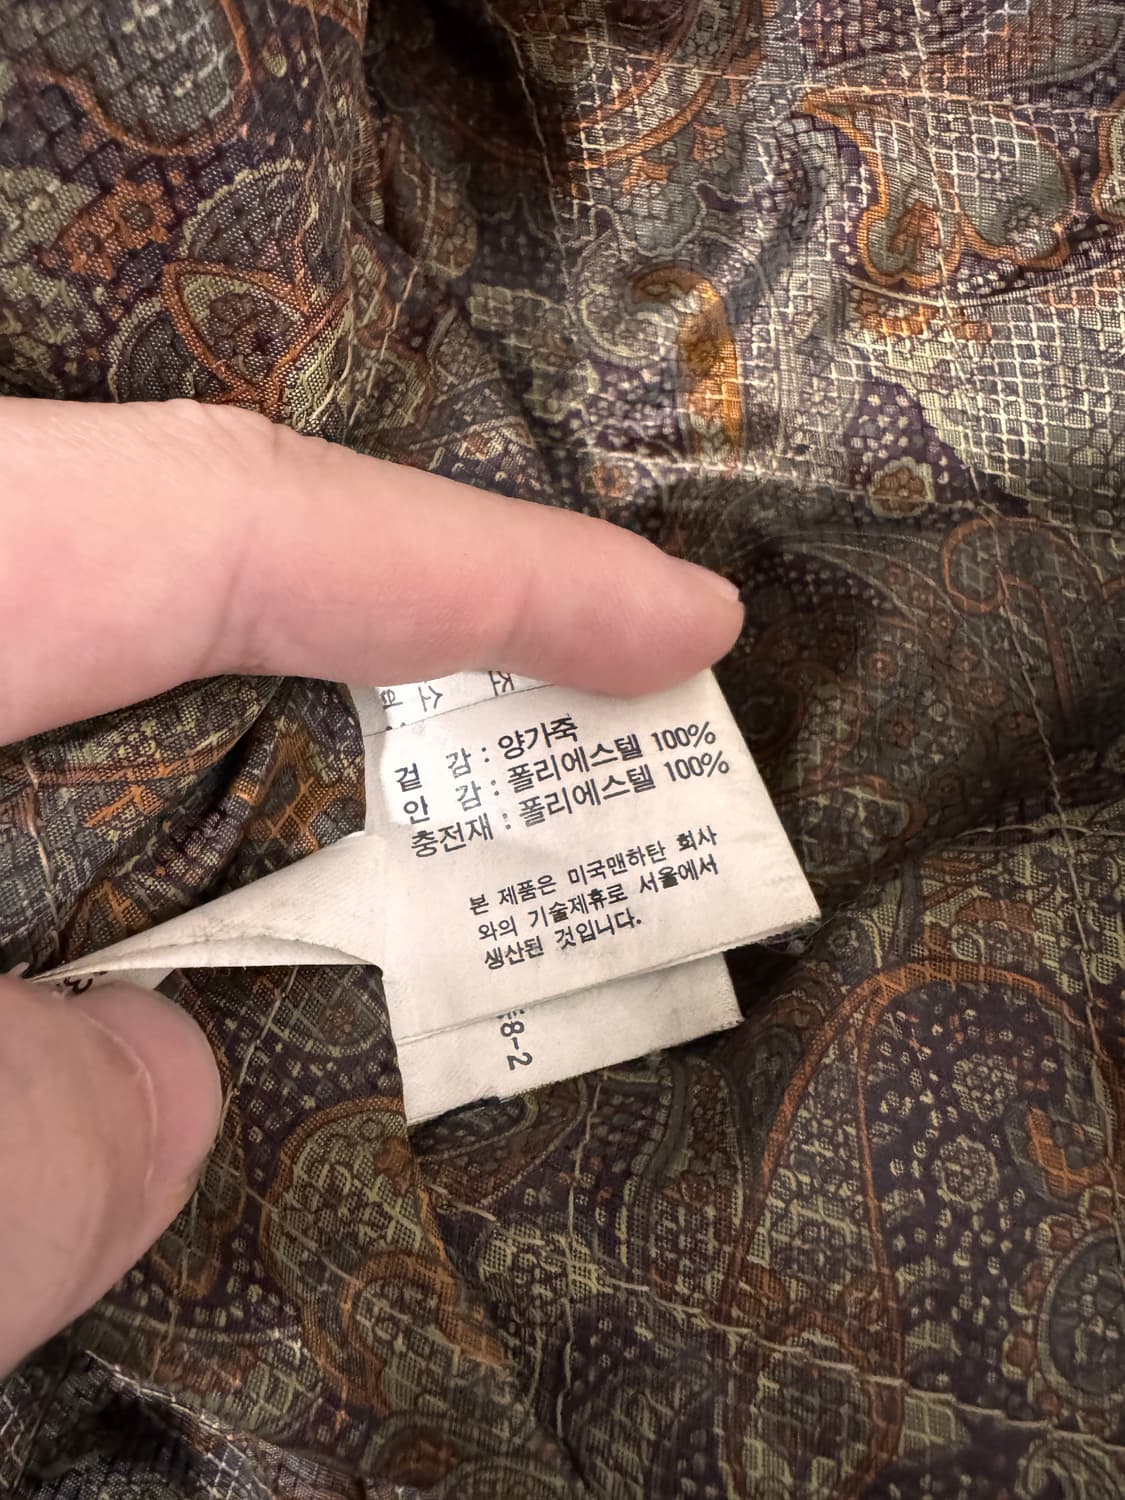 겉 감 : 양가죽
안 감 : 폴리에스텔 100%
충전재 : 폴리에스텔 100%
본 제품은 미국맨하탄 회사
와의 기술제휴로 서울에서
생산된 것입니다.
8-2